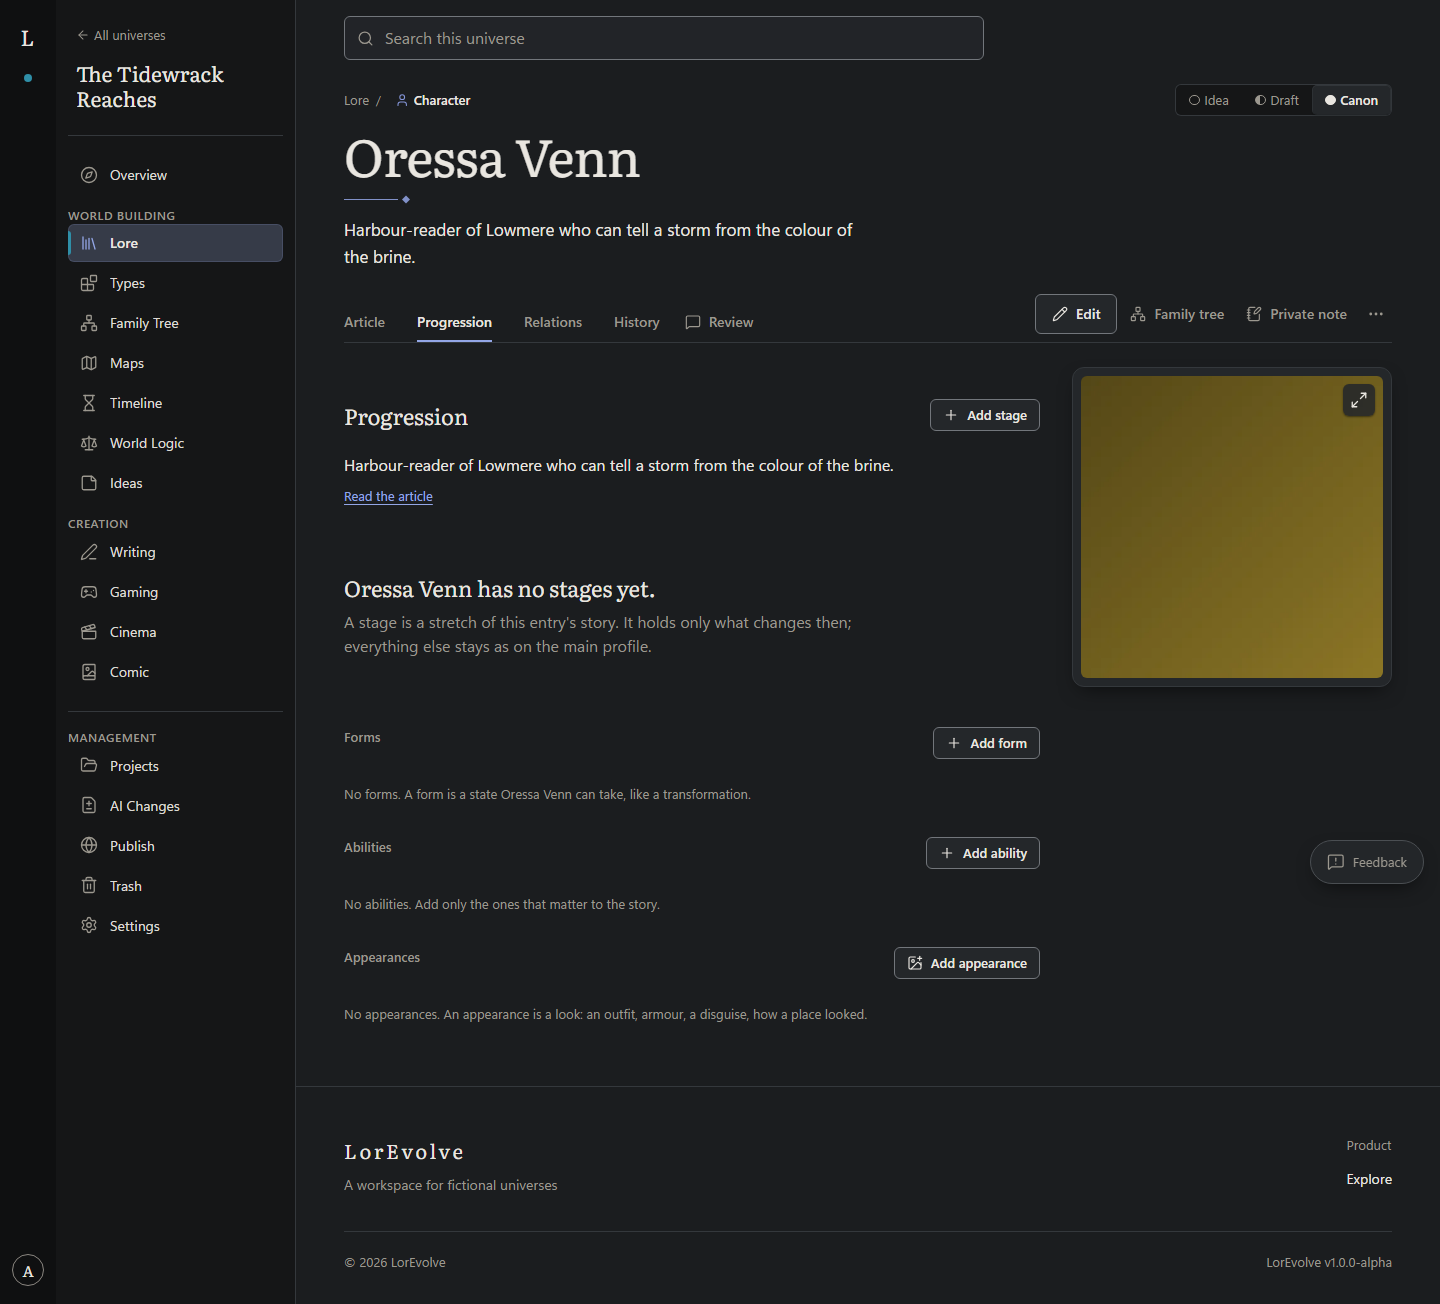 L
All universes
The Tidewrack
Reaches
Overview
WORLD BUILDING
Lore
Types
Family Tree
Maps
Timeline
World Logic
Ideas
CREATION
Writing
Gaming
Cinema
Comic
MANAGEMENT
Projects
AI Changes
Publish
Trash
Settings
A
Search this universe
Lore / Character
Idea Draft Canon
Oressa Venn
Harbour-reader of Lowmere who can tell a storm from the colour of
the brine.
Article Progression Relations History Review
Edit Family tree Private note
Progression
Add stage
Harbour-reader of Lowmere who can tell a storm from the colour of the brine.
Read the article
Oressa Venn has no stages yet.
A stage is a stretch of this entry's story. It holds only what changes then;
everything else stays as on the main profile.
Forms
Add form
No forms. A form is a state Oressa Venn can take, like a transformation.
Abilities
Add ability
No abilities. Add only the ones that matter to the story.
Appearances
Add appearance
No appearances. An appearance is a look: an outfit, armour, a disguise, how a place looked.
Feedback
LorEvolve
A workspace for fictional universes
Product
Explore
© 2026 LorEvolve
LorEvolve v1.0.0-alpha